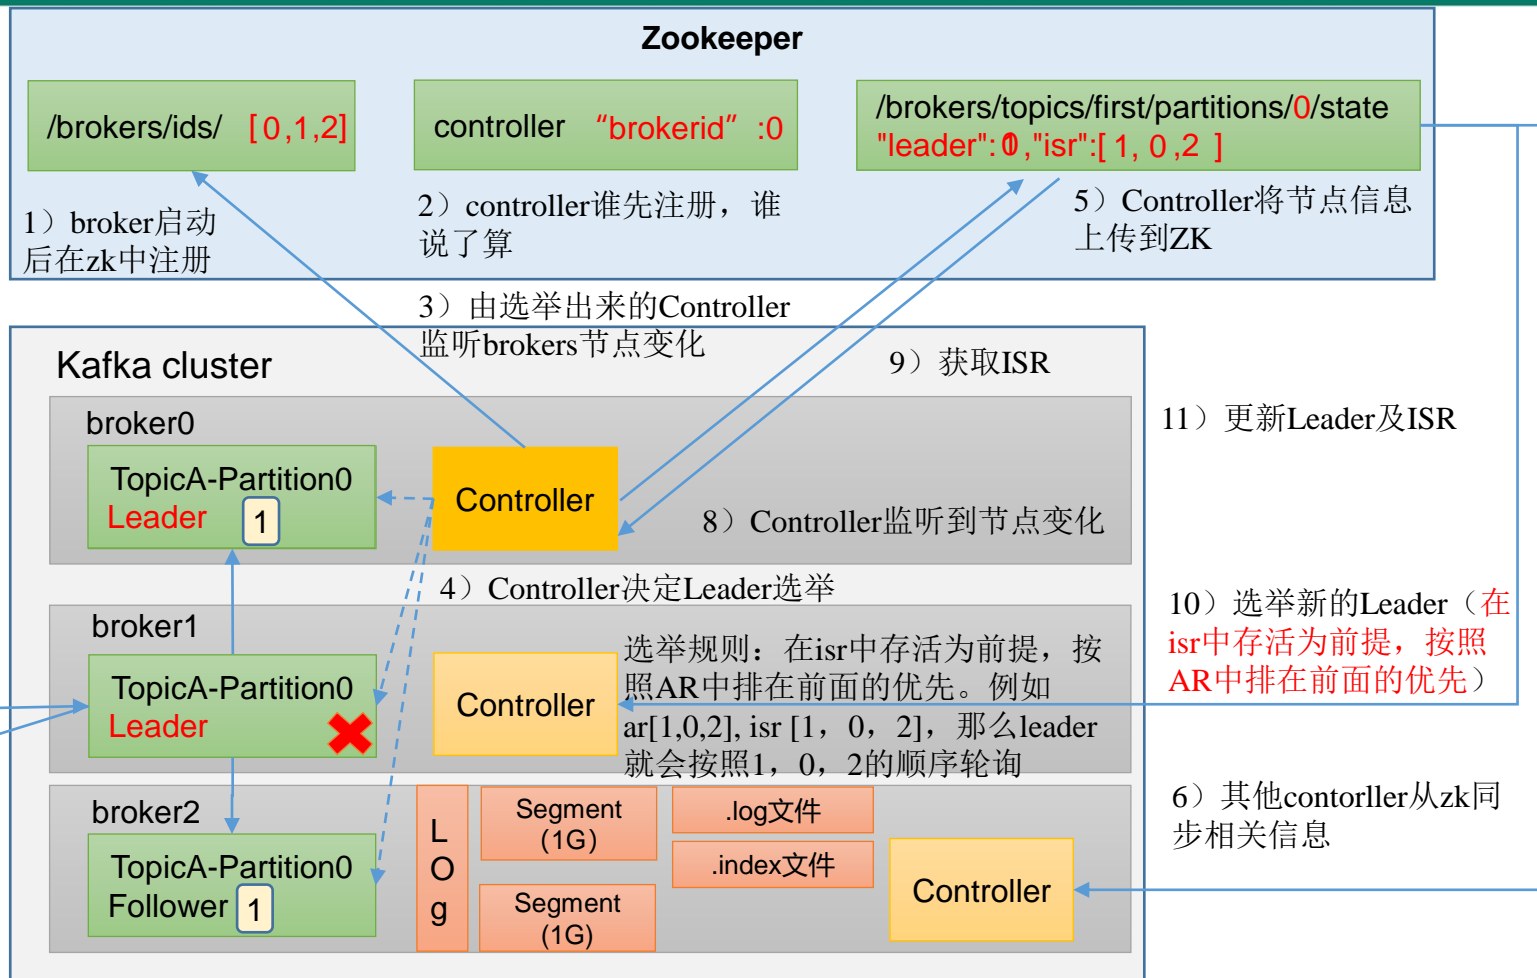 Zookeeper
/brokers/ids/ [0,1,2]
controller “brokerid” :0
/brokers/topics/first/partitions/0/state
"leader": ,"isr":[ 1, 0 ,2 ]
1）broker启动
后在zk中注册
2）controller谁先注册，谁
说了算
5）Controller将节点信息
上传到ZK
3）由选举出来的Controller
监听brokers节点变化
9）获取ISR
Kafka cluster
broker0
TopicA-Partition0
Leader 1
Controller
8）Controller监听到节点变化
11）更新Leader及ISR
4）Controller决定Leader选举
broker1
TopicA-Partition0
Leader
Controller
选举规则：在isr中存活为前提，按
照AR中排在前面的优先。例如
ar[1,0,2], isr [1，0，2]，那么leader
就会按照1，0，2的顺序轮询
10）选举新的Leader（在
isr中存活为前提，按照
AR中排在前面的优先）
broker2
TopicA-Partition0
Follower 1
LOg
Segment
(1G)
.log文件
.index文件
Segment
(1G)
Controller
6）其他contorller从zk同
步相关信息